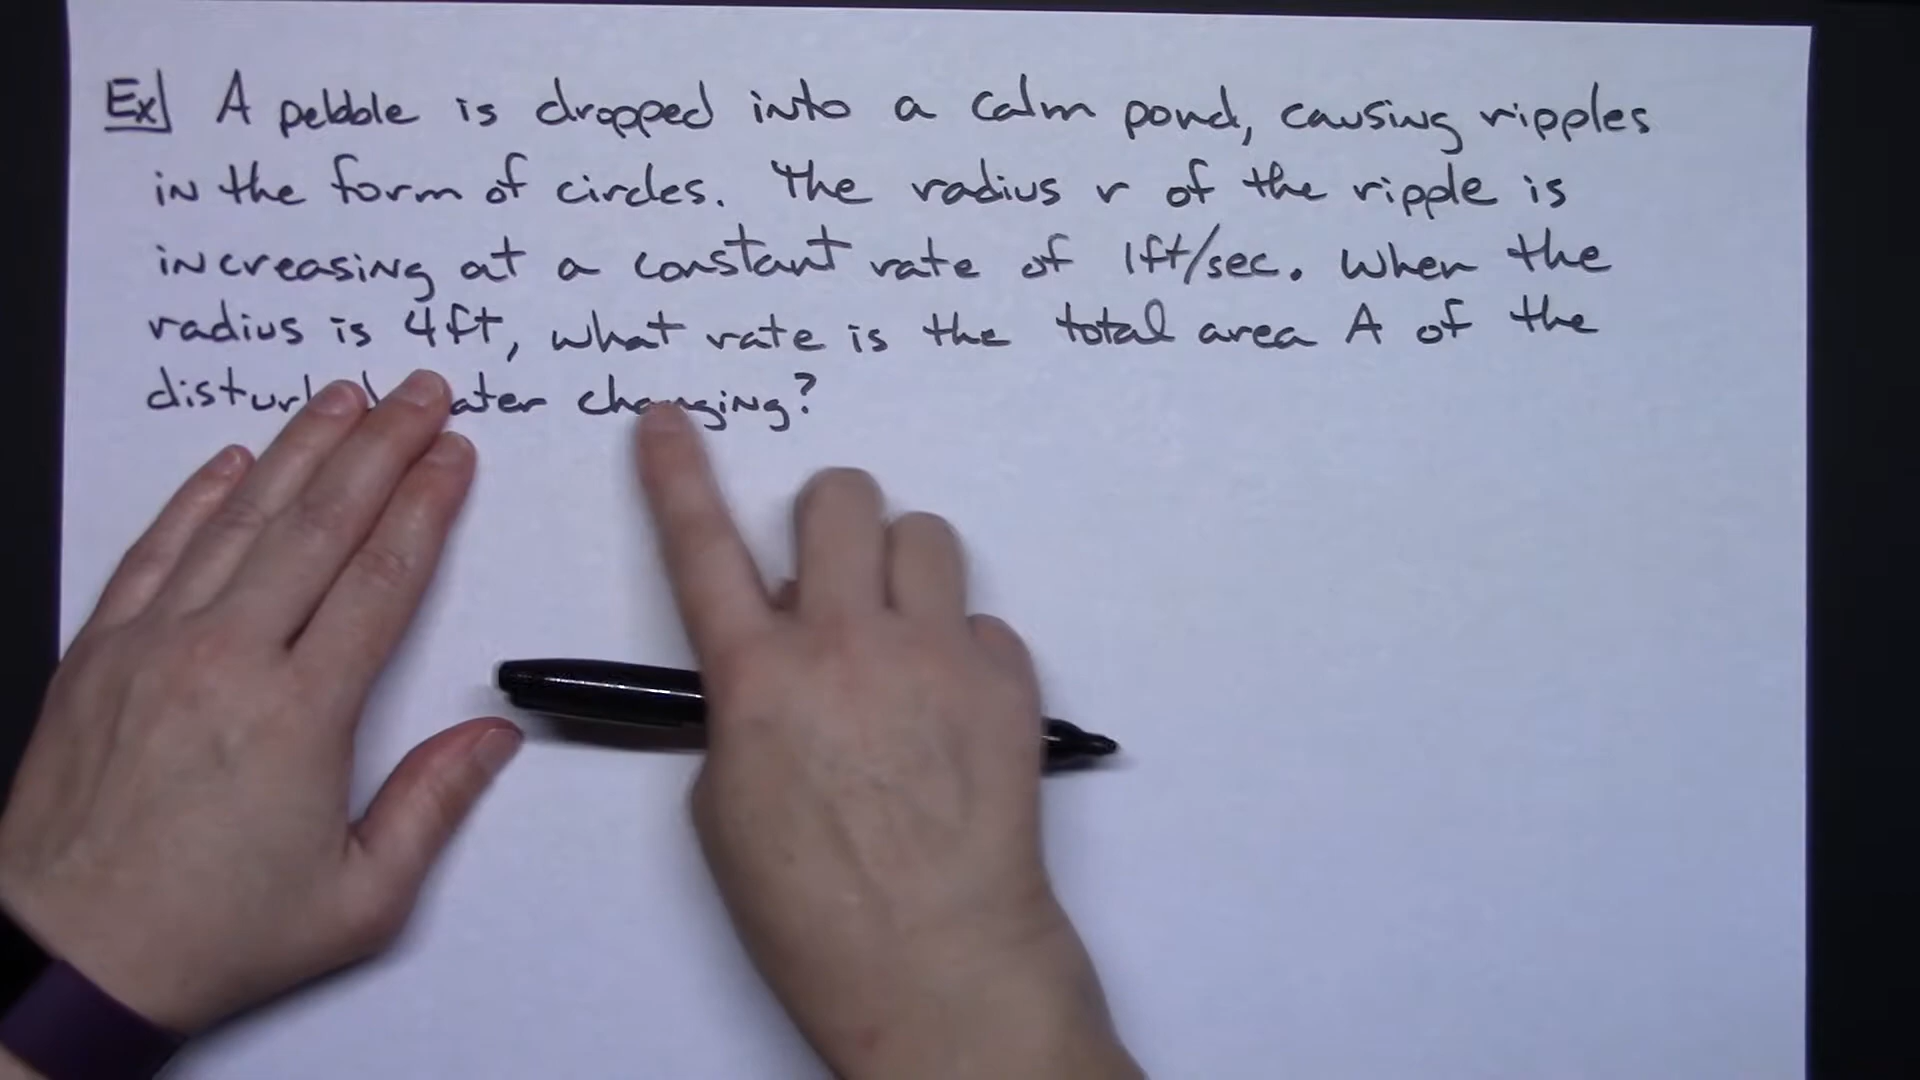 Ex] A pebble is dropped into a calm pond, causing ripples
in the form of circles. The radius r of the ripple is
increasing at a constant rate of 1ft/sec. When the
radius is 4ft, what rate is the total area A of the
changing?